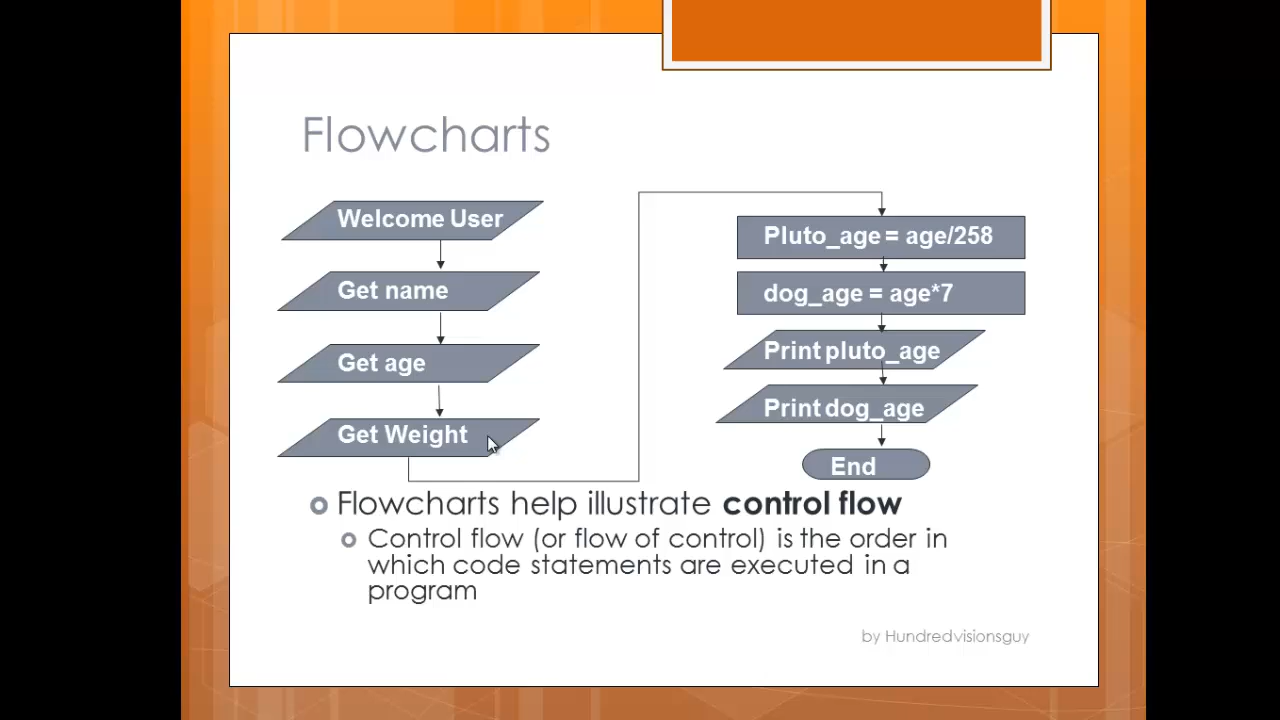 Flowcharts
Welcome User
Get name
Get age
Get Weight
Pluto_age = age/258
dog_age = age*7
Print pluto_age
Print dog_age
End
Flowcharts help illustrate control flow
Control flow (or flow of control) is the order in
which code statements are executed in a
program
by Hundredvisionsguy